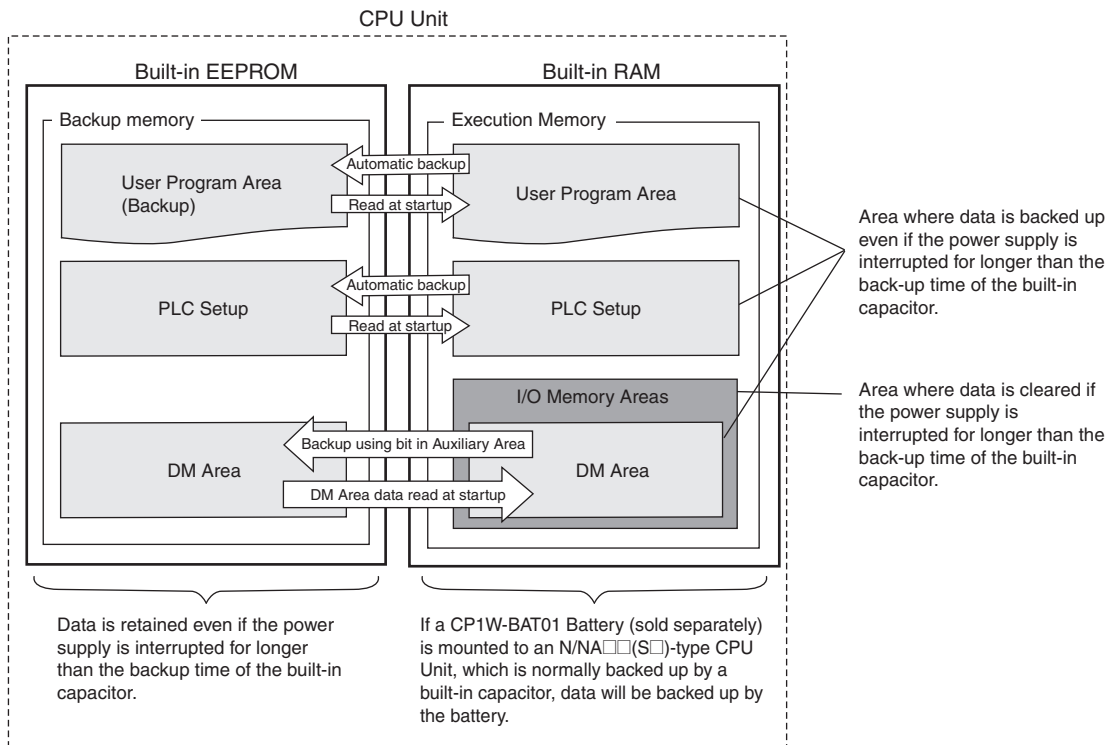 CPU Unit
Built-in EEPROM
Built-in RAM
Backup memory
Execution Memory
User Program Area
(Backup)
Automatic backup
Read at startup
User Program Area
PLC Setup
Automatic backup
Read at startup
PLC Setup
I/O Memory Areas
DM Area
Backup using bit in Auxiliary Area
DM Area data read at startup
DM Area
Area where data is backed up
even if the power supply is
interrupted for longer than the
back-up time of the built-in
capacitor.
Area where data is cleared if
the power supply is
interrupted for longer than the
back-up time of the built-in
capacitor.
Data is retained even if the power
supply is interrupted for longer
than the backup time of the built-in
capacitor.
If a CP1W-BAT01 Battery (sold separately)
is mounted to an N/NA□□(S□)-type CPU
Unit, which is normally backed up by a
built-in capacitor, data will be backed up by
the battery.